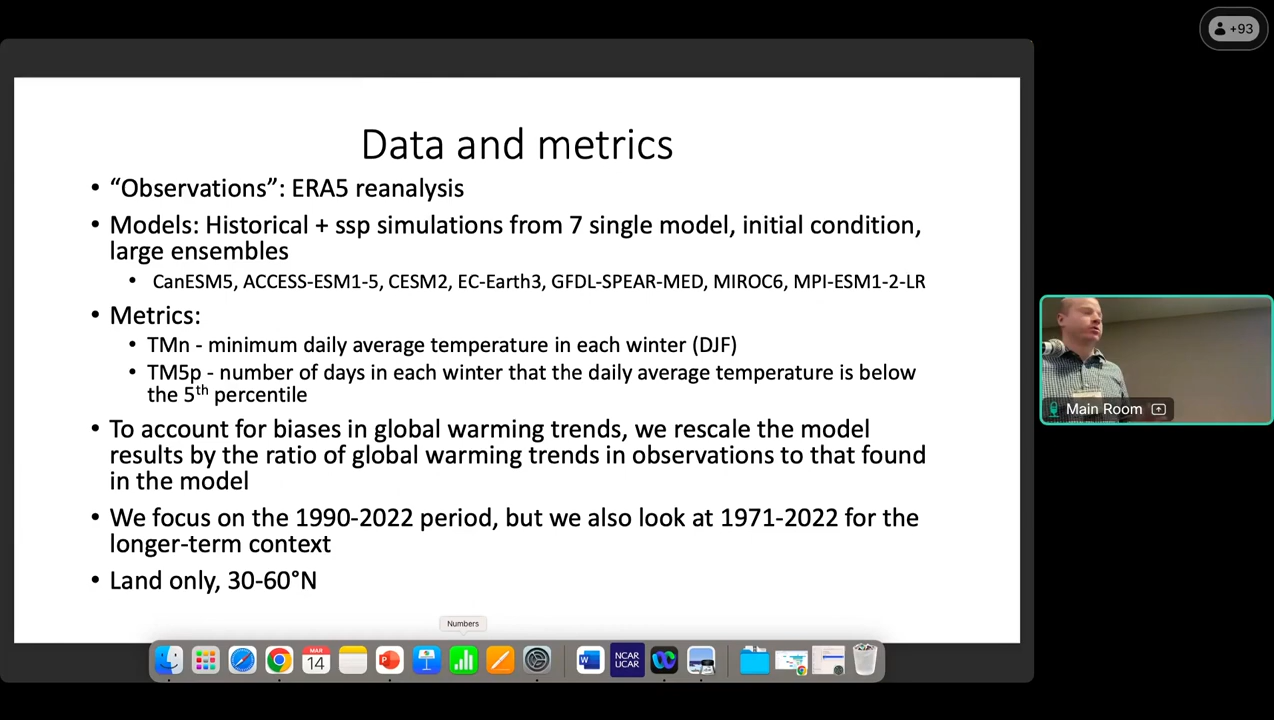 +93
Data and metrics
• “Observations”: ERA5 reanalysis
• Models: Historical + ssp simulations from 7 single model, initial condition,
large ensembles
• CanESM5, ACCESS-ESM1-5, CESM2, EC-Earth3, GFDL-SPEAR-MED, MIROC6, MPI-ESM1-2-LR
• Metrics:
• TMn - minimum daily average temperature in each winter (DJF)
• TM5p - number of days in each winter that the daily average temperature is below
the 5th percentile
• To account for biases in global warming trends, we rescale the model
results by the ratio of global warming trends in observations to that found
in the model
• We focus on the 1990-2022 period, but we also look at 1971-2022 for the
longer-term context
• Land only, 30-60°N
Main Room
Numbers
MAR
14
NCAR
UCAR